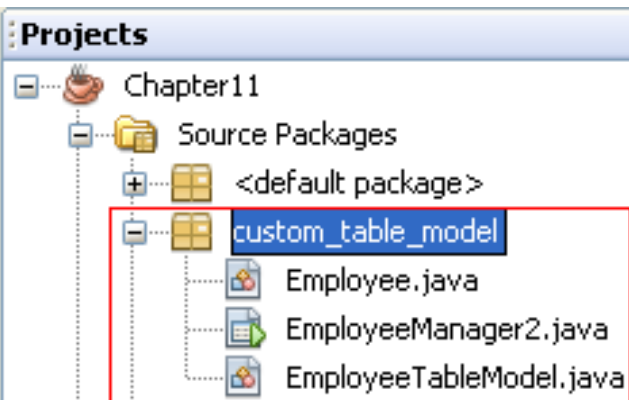 Projects
Chapter11
Source Packages
<default package>
custom_table_model
Employee.java
EmployeeManager2.java
EmployeeTableModel.java